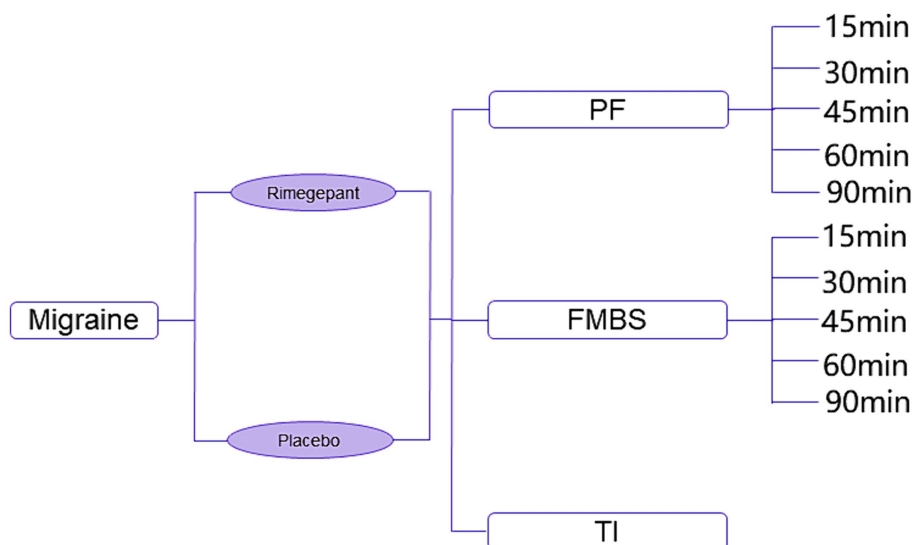 Migraine
Rimegepant
Placebo
PF
15min
30min
45min
60min
90min
FMBS
15min
30min
45min
60min
90min
TI